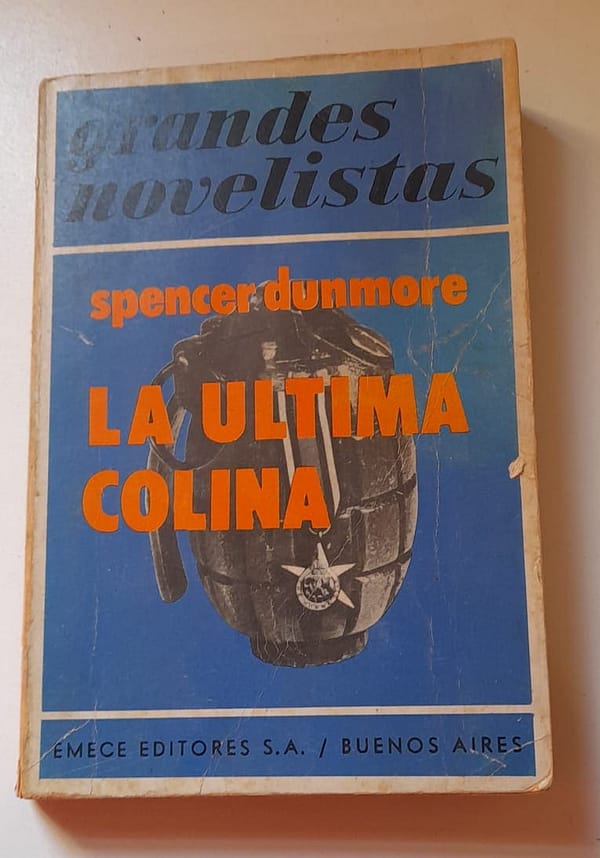 grandes
novelistas
spencer dunmore
LA ULTIMA
COLINA
EMECE EDITORES S.A. / BUENOS AIRES